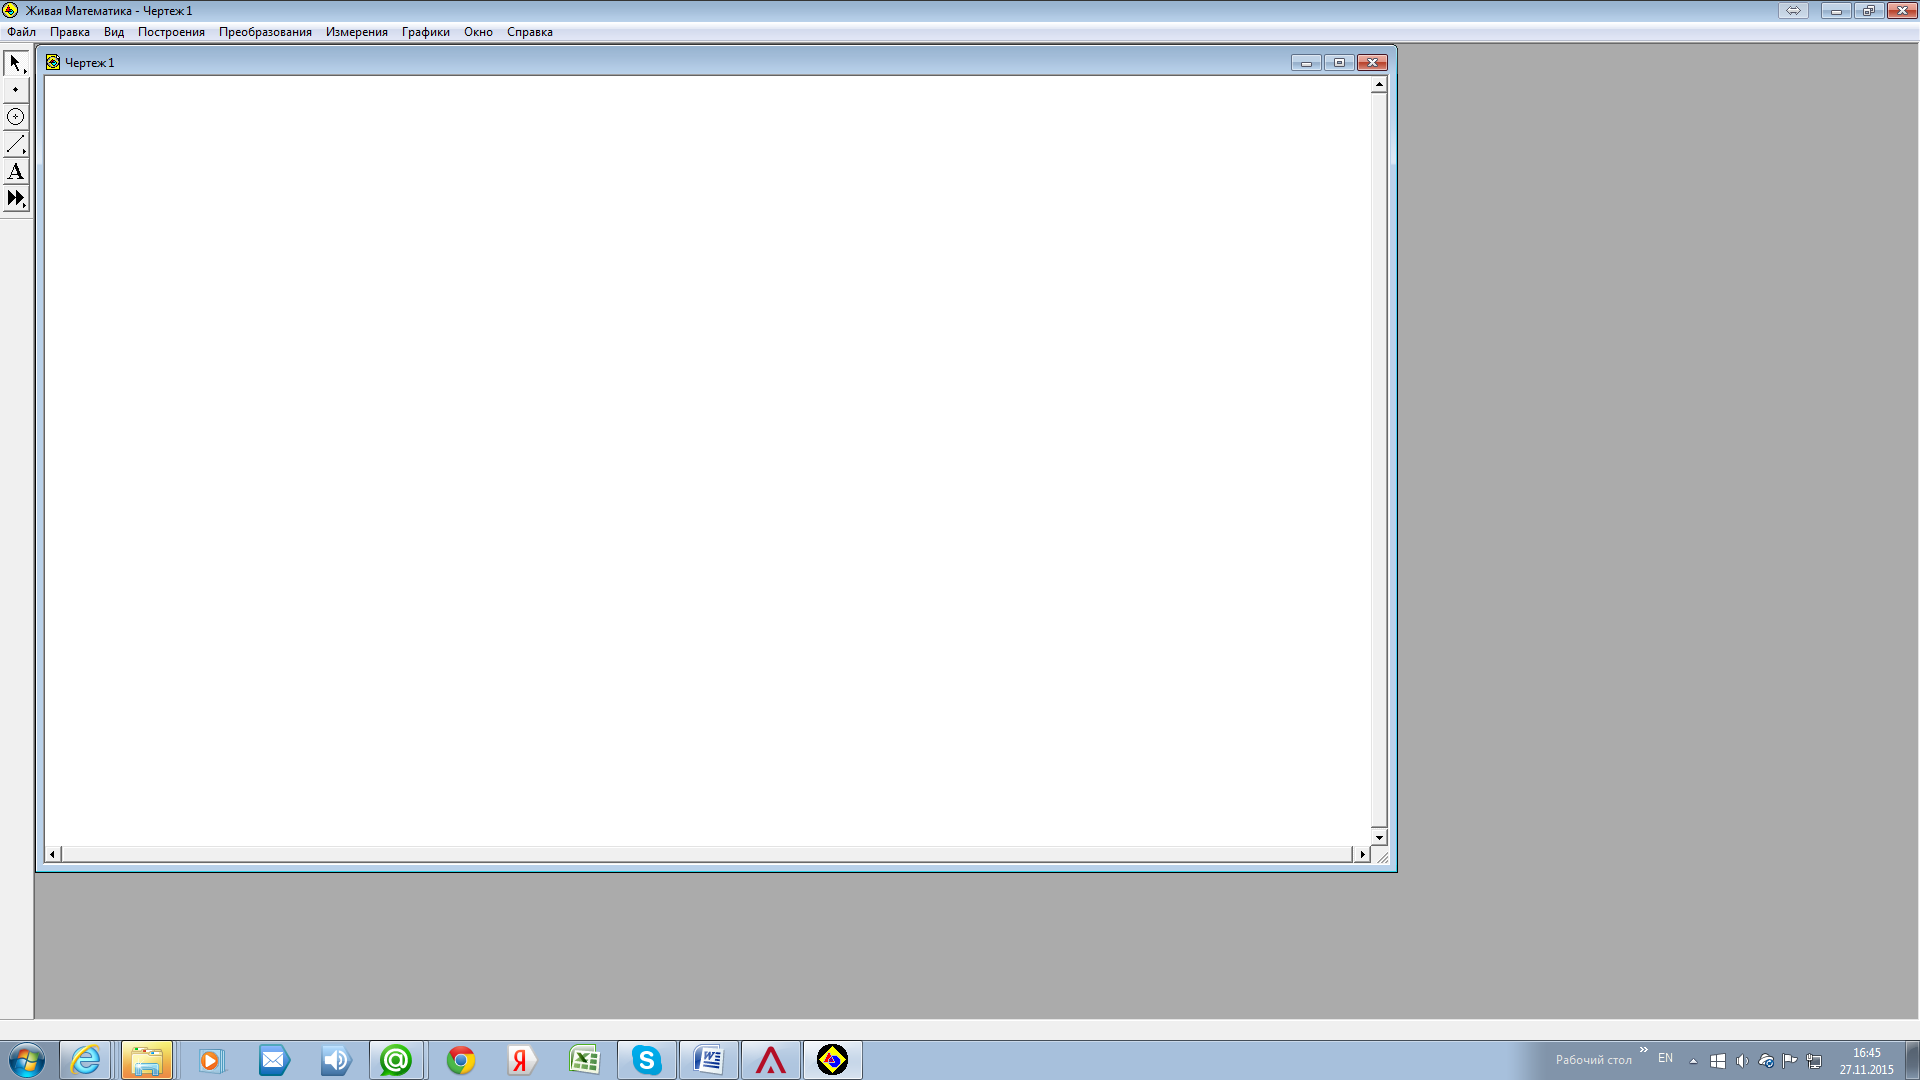 Живая Математика - Чертеж 1
Файл Правка Вид Построения Преобразования Измерения Графики Окно Справка
Чертеж 1
A
Рабочий стол » EN 16:45
27.11.2015